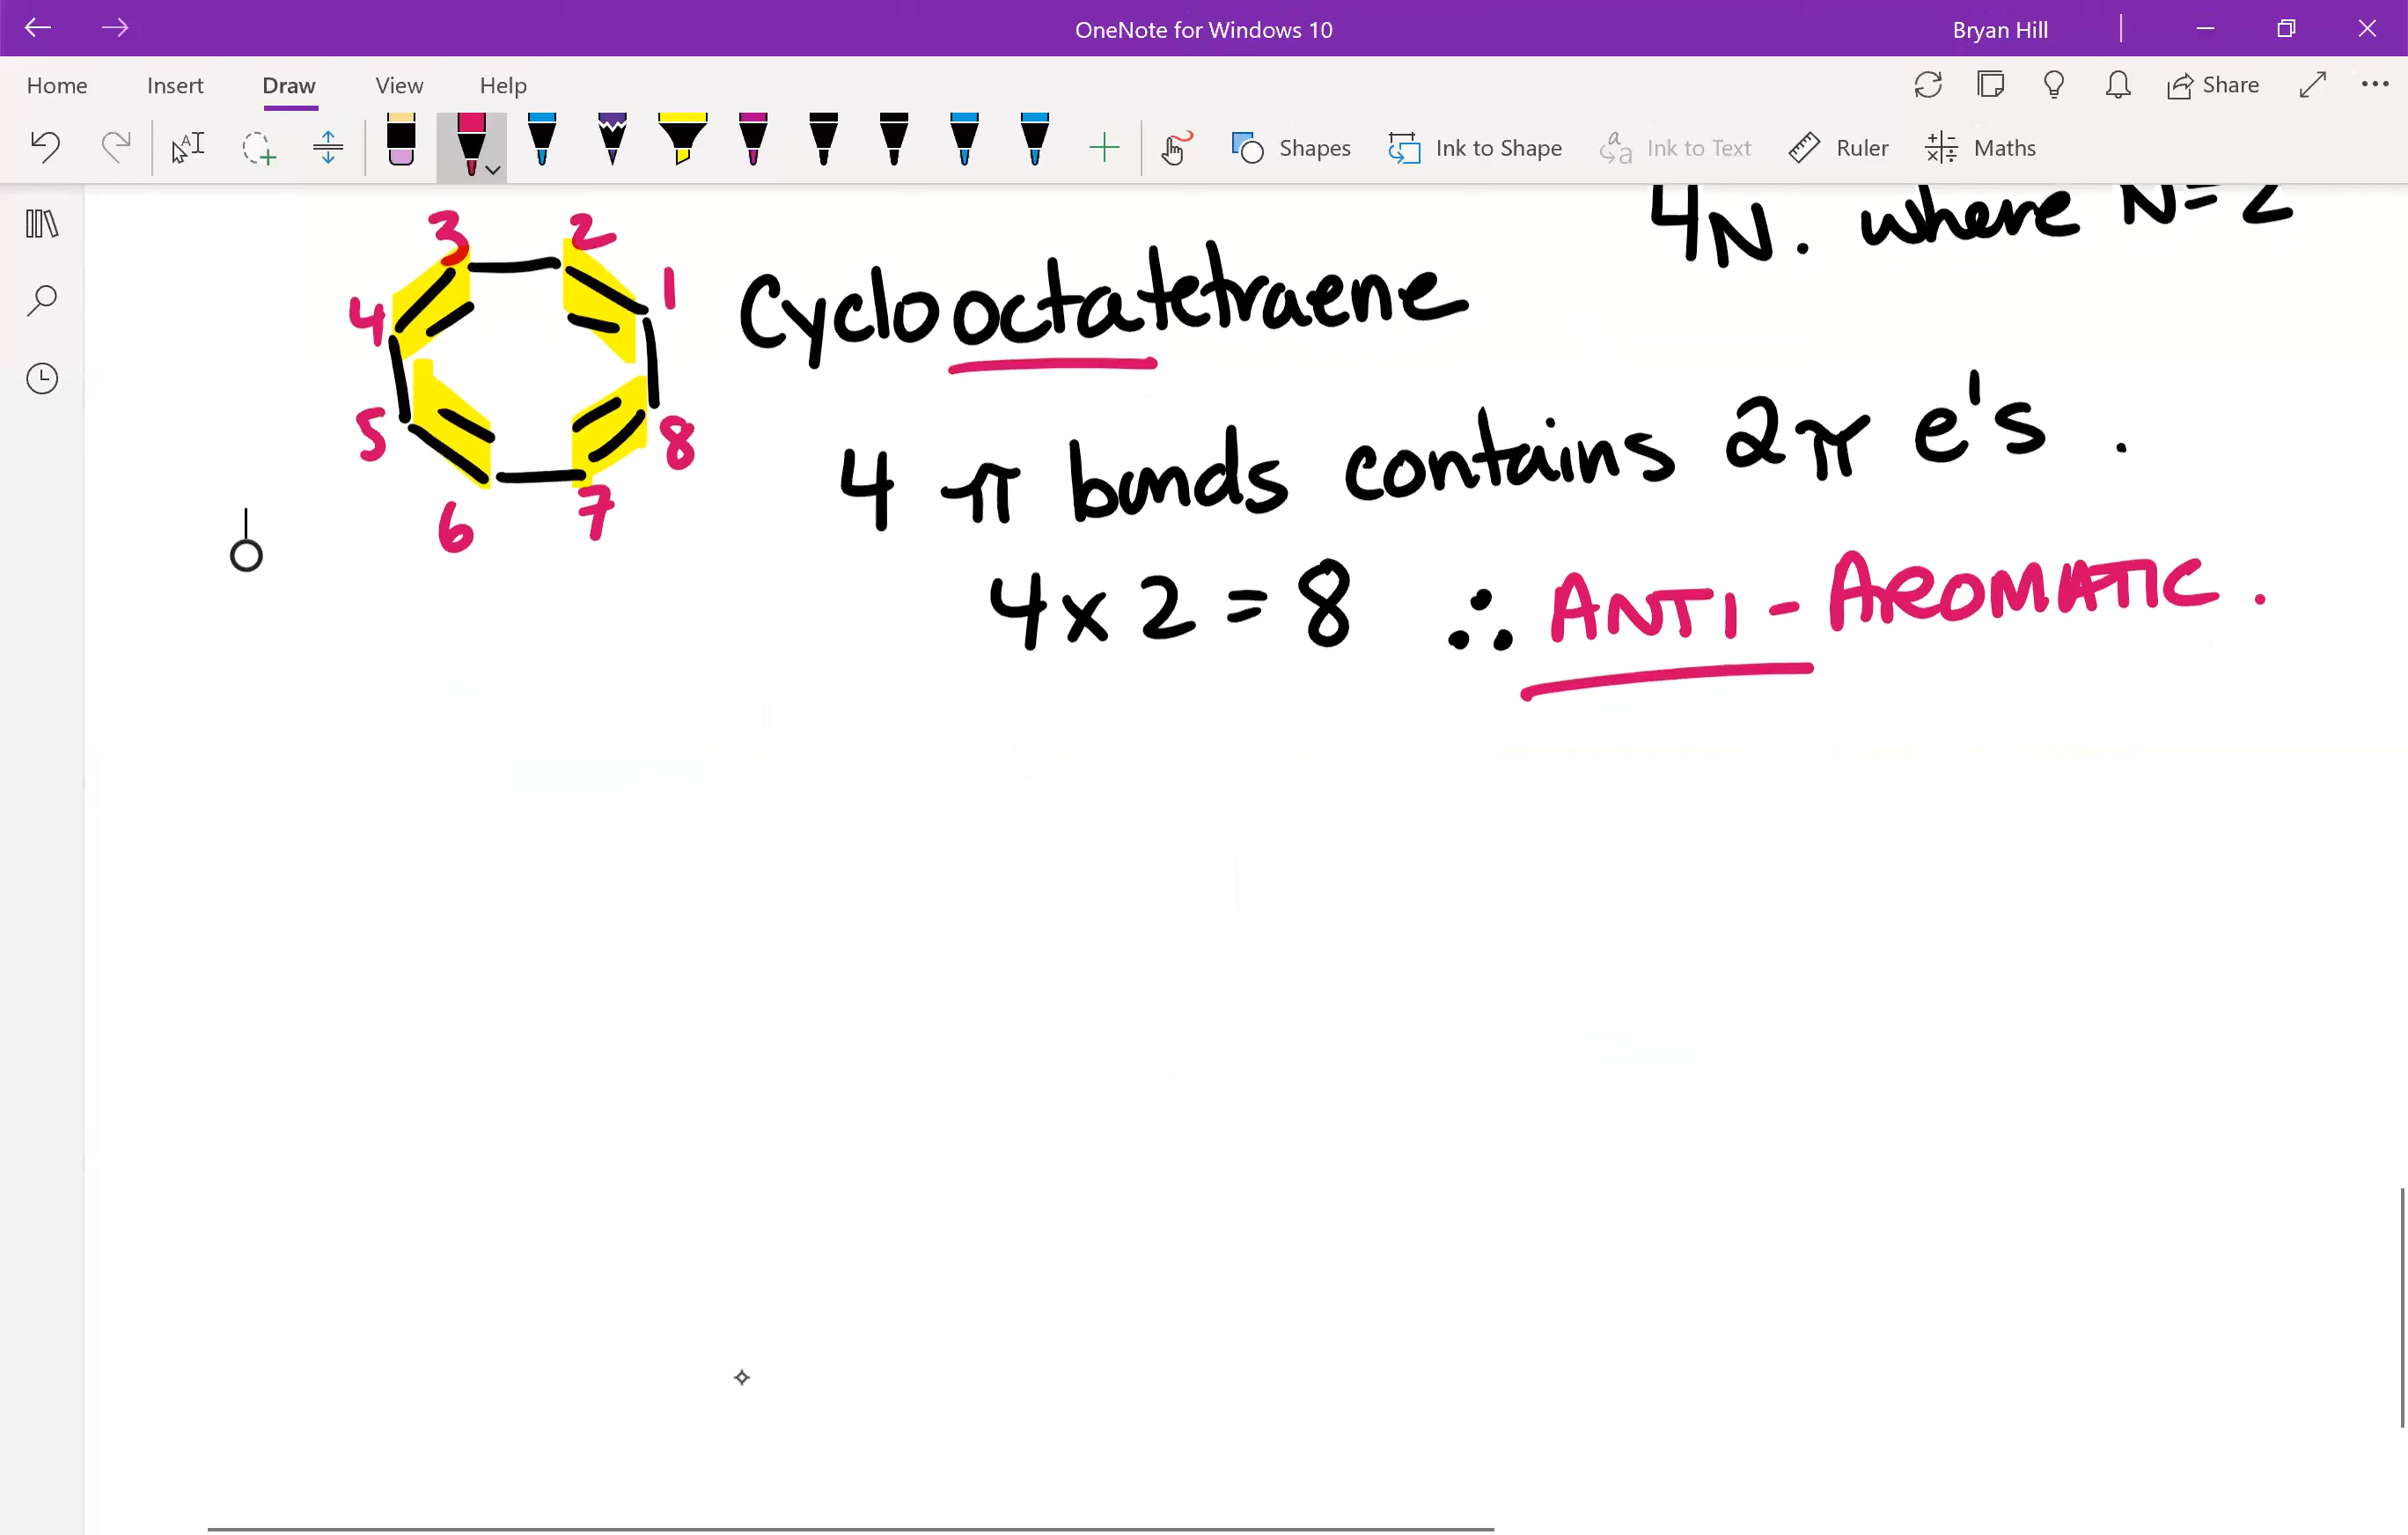 OneNote for Windows 10
Bryan Hill
Home Insert Draw View Help
Share
Shapes Ink to Shape Ink to Text Ruler Maths
4N. where N=2
3 2
1
4
5
8
6
7
Cyclooctatetraene
4 π bonds contains 2π e's.
4 x 2 = 8 ∴ ANTI-AROMATIC.